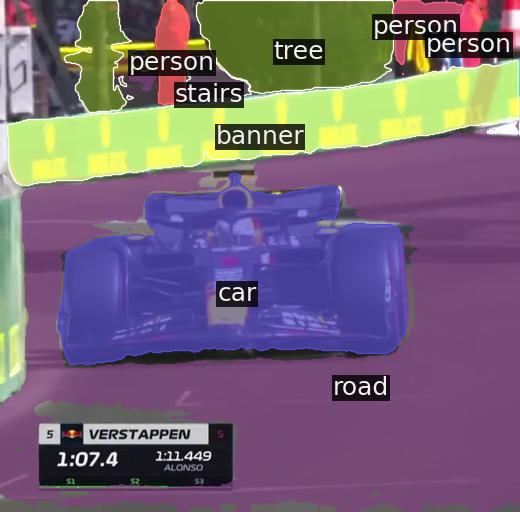 person
tree
person
person
stairs
banner
car
road
5 VERSTAPPEN 5
1:07.4 1:11.449
ALONSO
S1 S2 S3